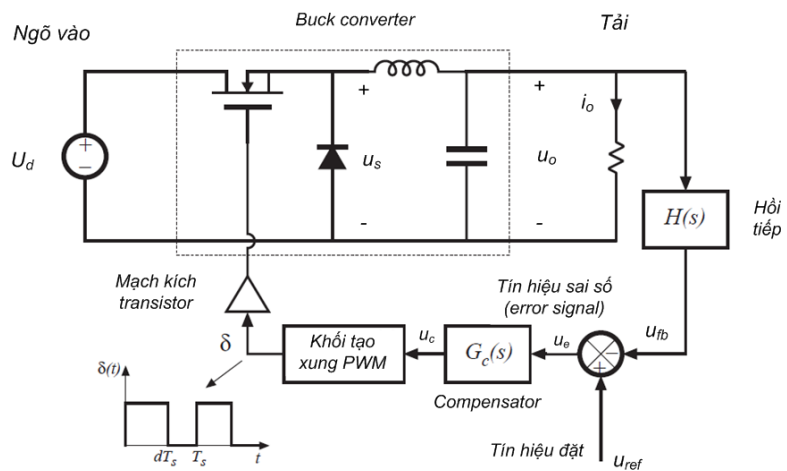 Buck converter
Ngõ vào
Tải
+
+
i_o
+
−
U_d
u_s
u_o
-
-
H(s)
Hồi
tiếp
Mạch kích
transistor
Tín hiệu sai số
(error signal)
δ
Khối tạo
xung PWM
u_c
G_c(s)
u_e
−
+
u_fb
δ(t)
Compensator
dT_s
T_s
t
Tín hiệu đặt
u_ref